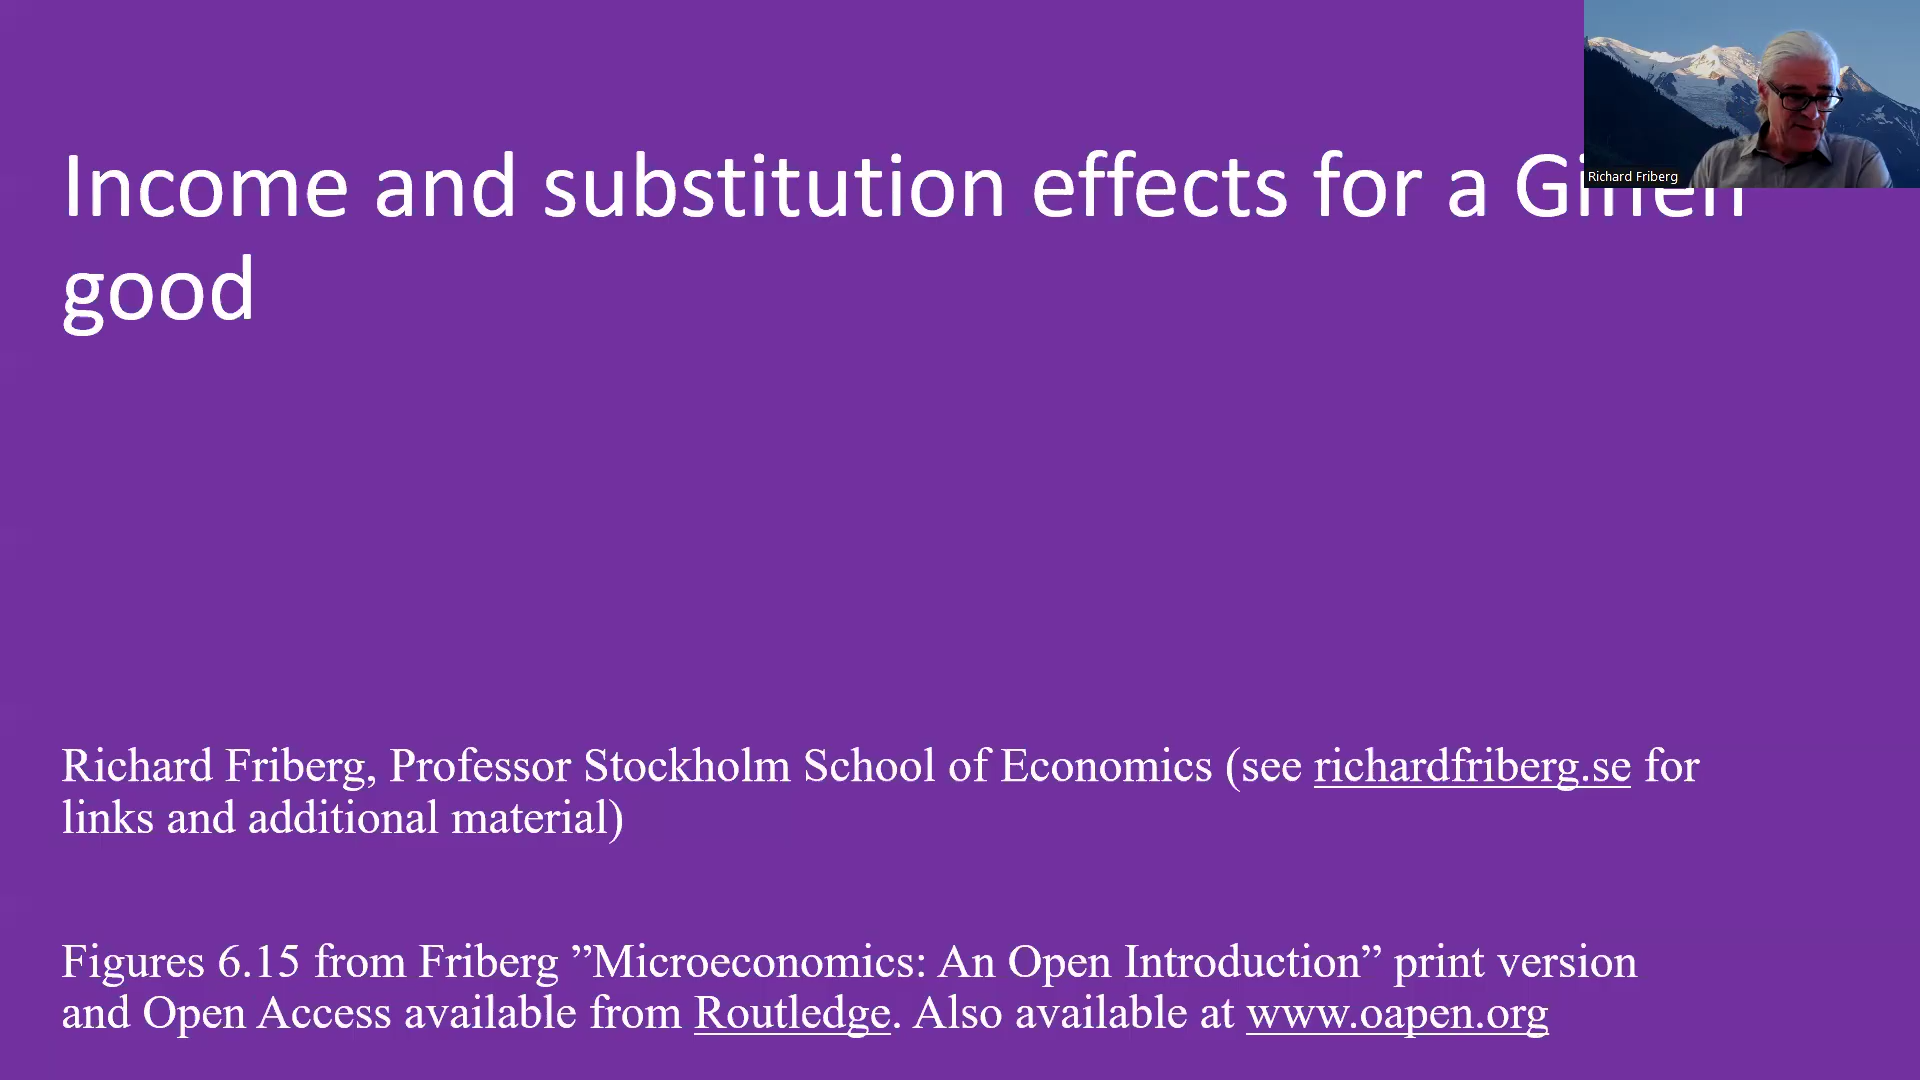 Richard Friberg
Income and substitution effects for a Giffen
good
Richard Friberg, Professor Stockholm School of Economics (see richardfriberg.se for
links and additional material)
Figures 6.15 from Friberg ”Microeconomics: An Open Introduction” print version
and Open Access available from Routledge. Also available at www.oapen.org